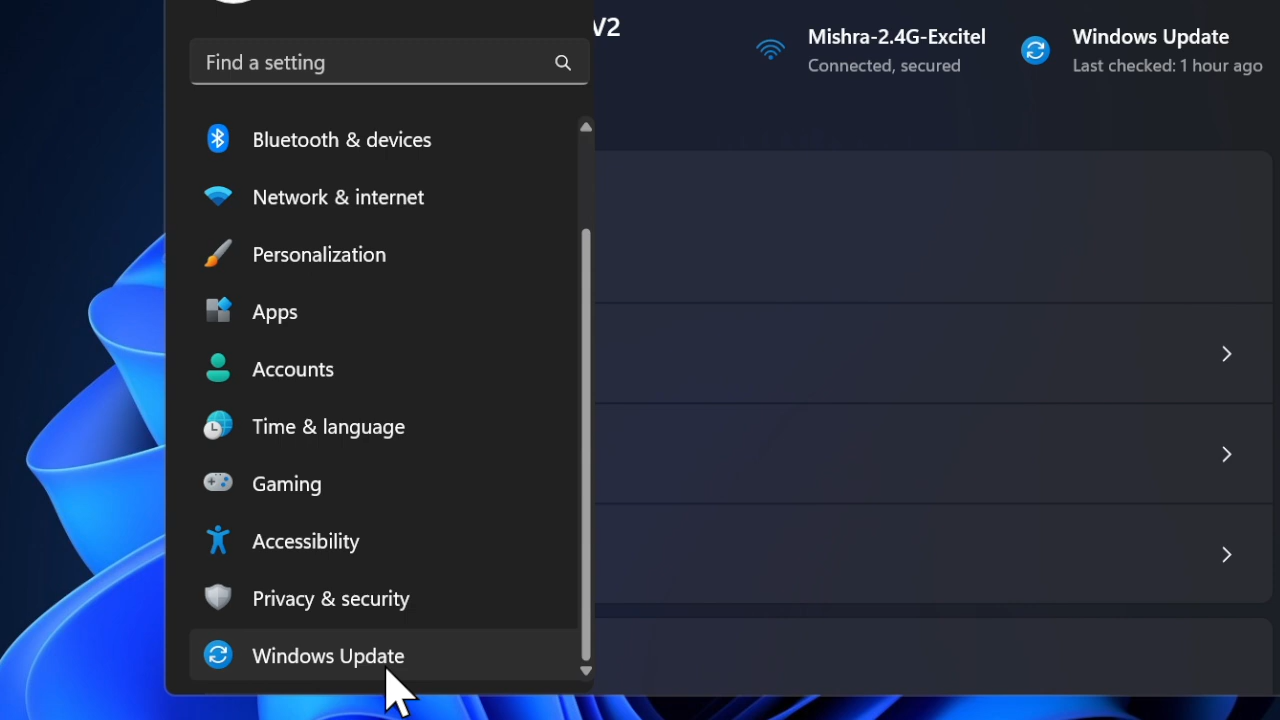 V2
Mishra-2.4G-Excitel
Connected, secured
Windows Update
Last checked: 1 hour ago
Find a setting
Bluetooth & devices
Network & internet
Personalization
Apps
Accounts
Time & language
Gaming
Accessibility
Privacy & security
Windows Update